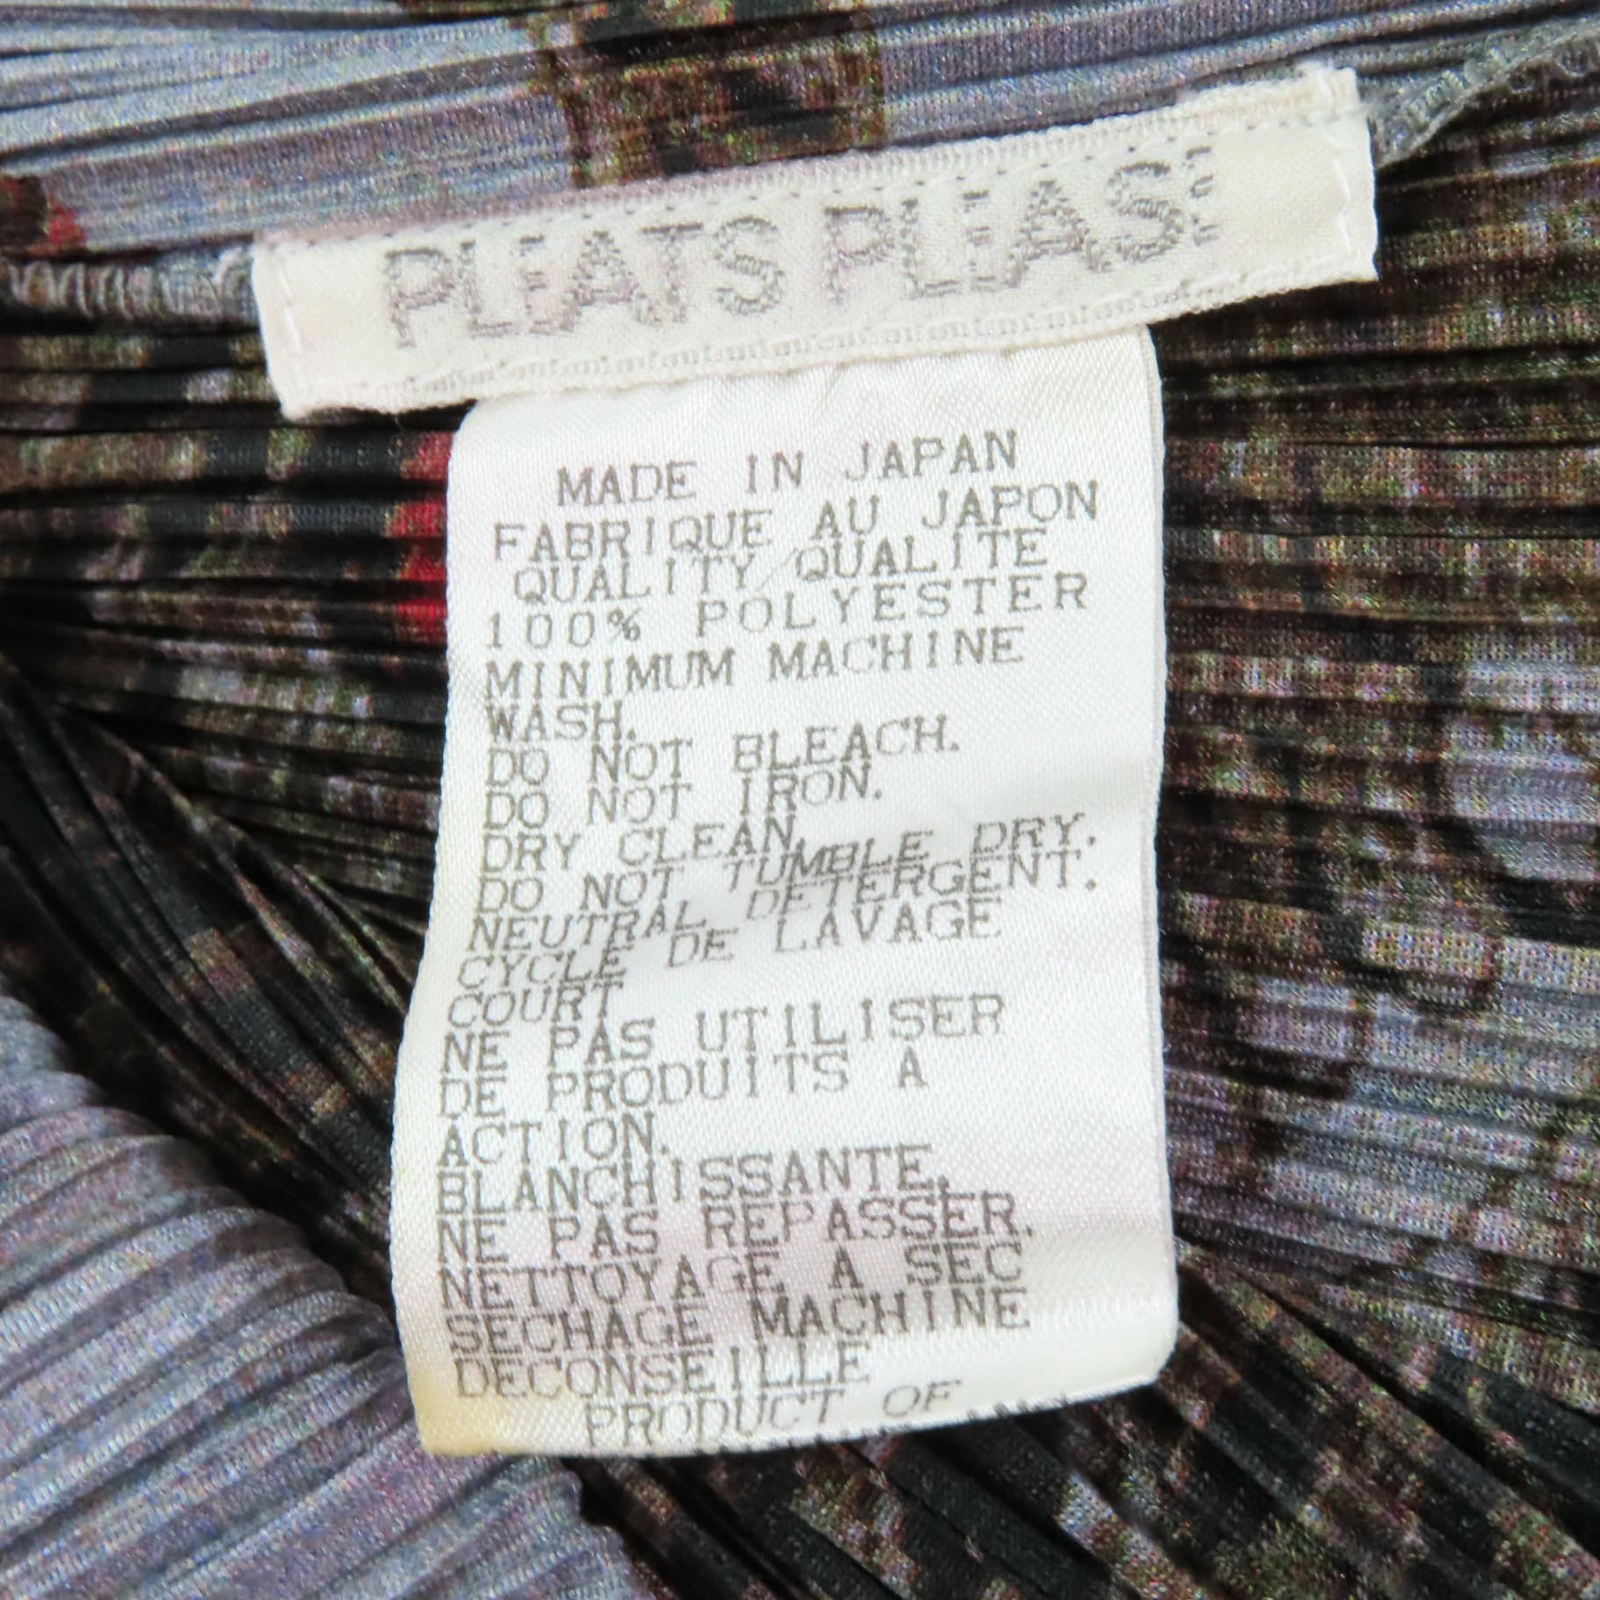 PLEATS PLEASE
MADE IN JAPAN
FABRIQUE AU JAPON
QUALITY/QUALITE
100% POLYESTER
MINIMUM MACHINE
WASH.
DO NOT BLEACH.
DO NOT IRON.
DRY CLEAN.
DO NOT TUMBLE DRY.
NEUTRAL DETERGENT.
CYCLE DE LAVAGE
COURT
NE PAS UTILISER
DE PRODUITS A
ACTION.
BLANCHISSANTE.
NE PAS REPASSER.
NETTOYAGE A SEC
SECHAGE MACHINE
DECONSEILLE
PRODUCT OF